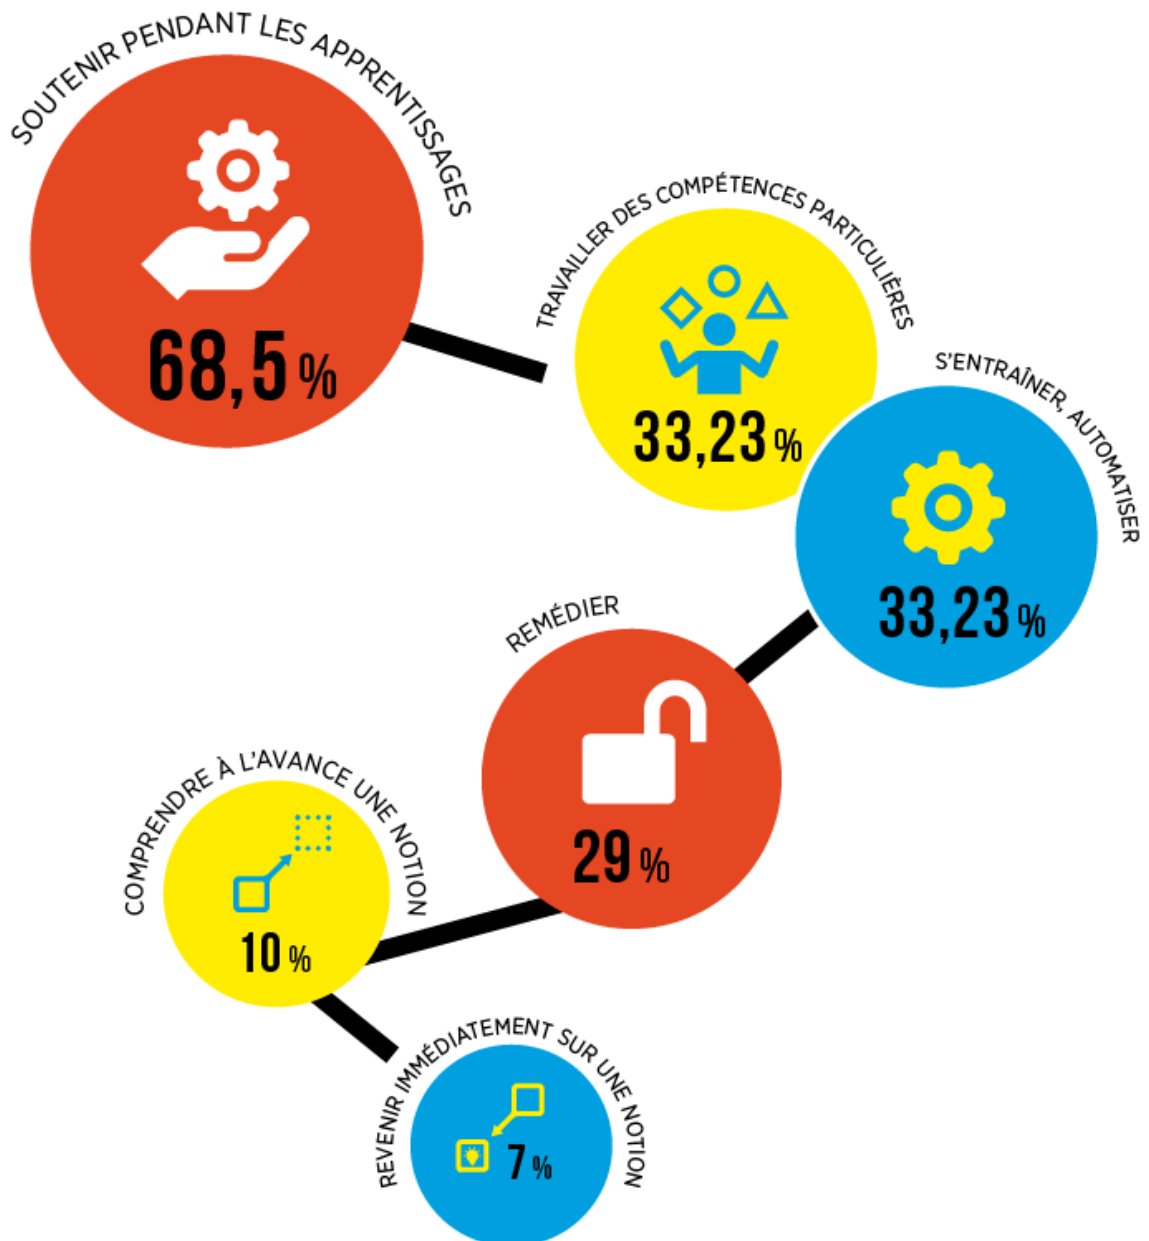 SOUTENIR PENDANT LES APPRENTISSAGES
68,5 %
TRAVAILLER DES COMPÉTENCES PARTICULIÈRES
33,23 %
S'ENTRAÎNER, AUTOMATISER
33,23 %
REMÉDIER
29 %
COMPRENDRE À L'AVANCE UNE NOTION
10 %
REVENIR IMMÉDIATEMENT SUR UNE NOTION
7 %